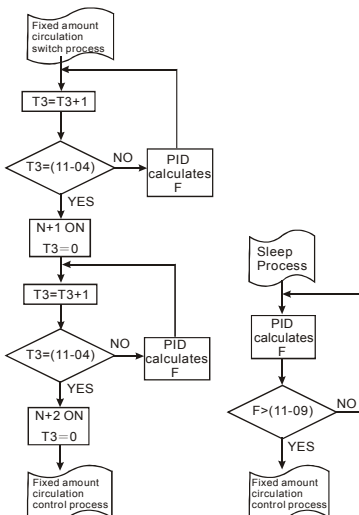 Fixed amount
circulation
switch process
T3=T3+1
T3=(11-04)
NO
PID
calculates
F
YES
N+1 ON
T3=0
T3=T3+1
T3=(11-04)
NO
PID
calculates
F
YES
N+2 ON
T3=0
Fixed amount
circulation
control process
Sleep
Process
PID
calculates
F
F>(11-09)
NO
YES
Fixed amount
circulation
control process